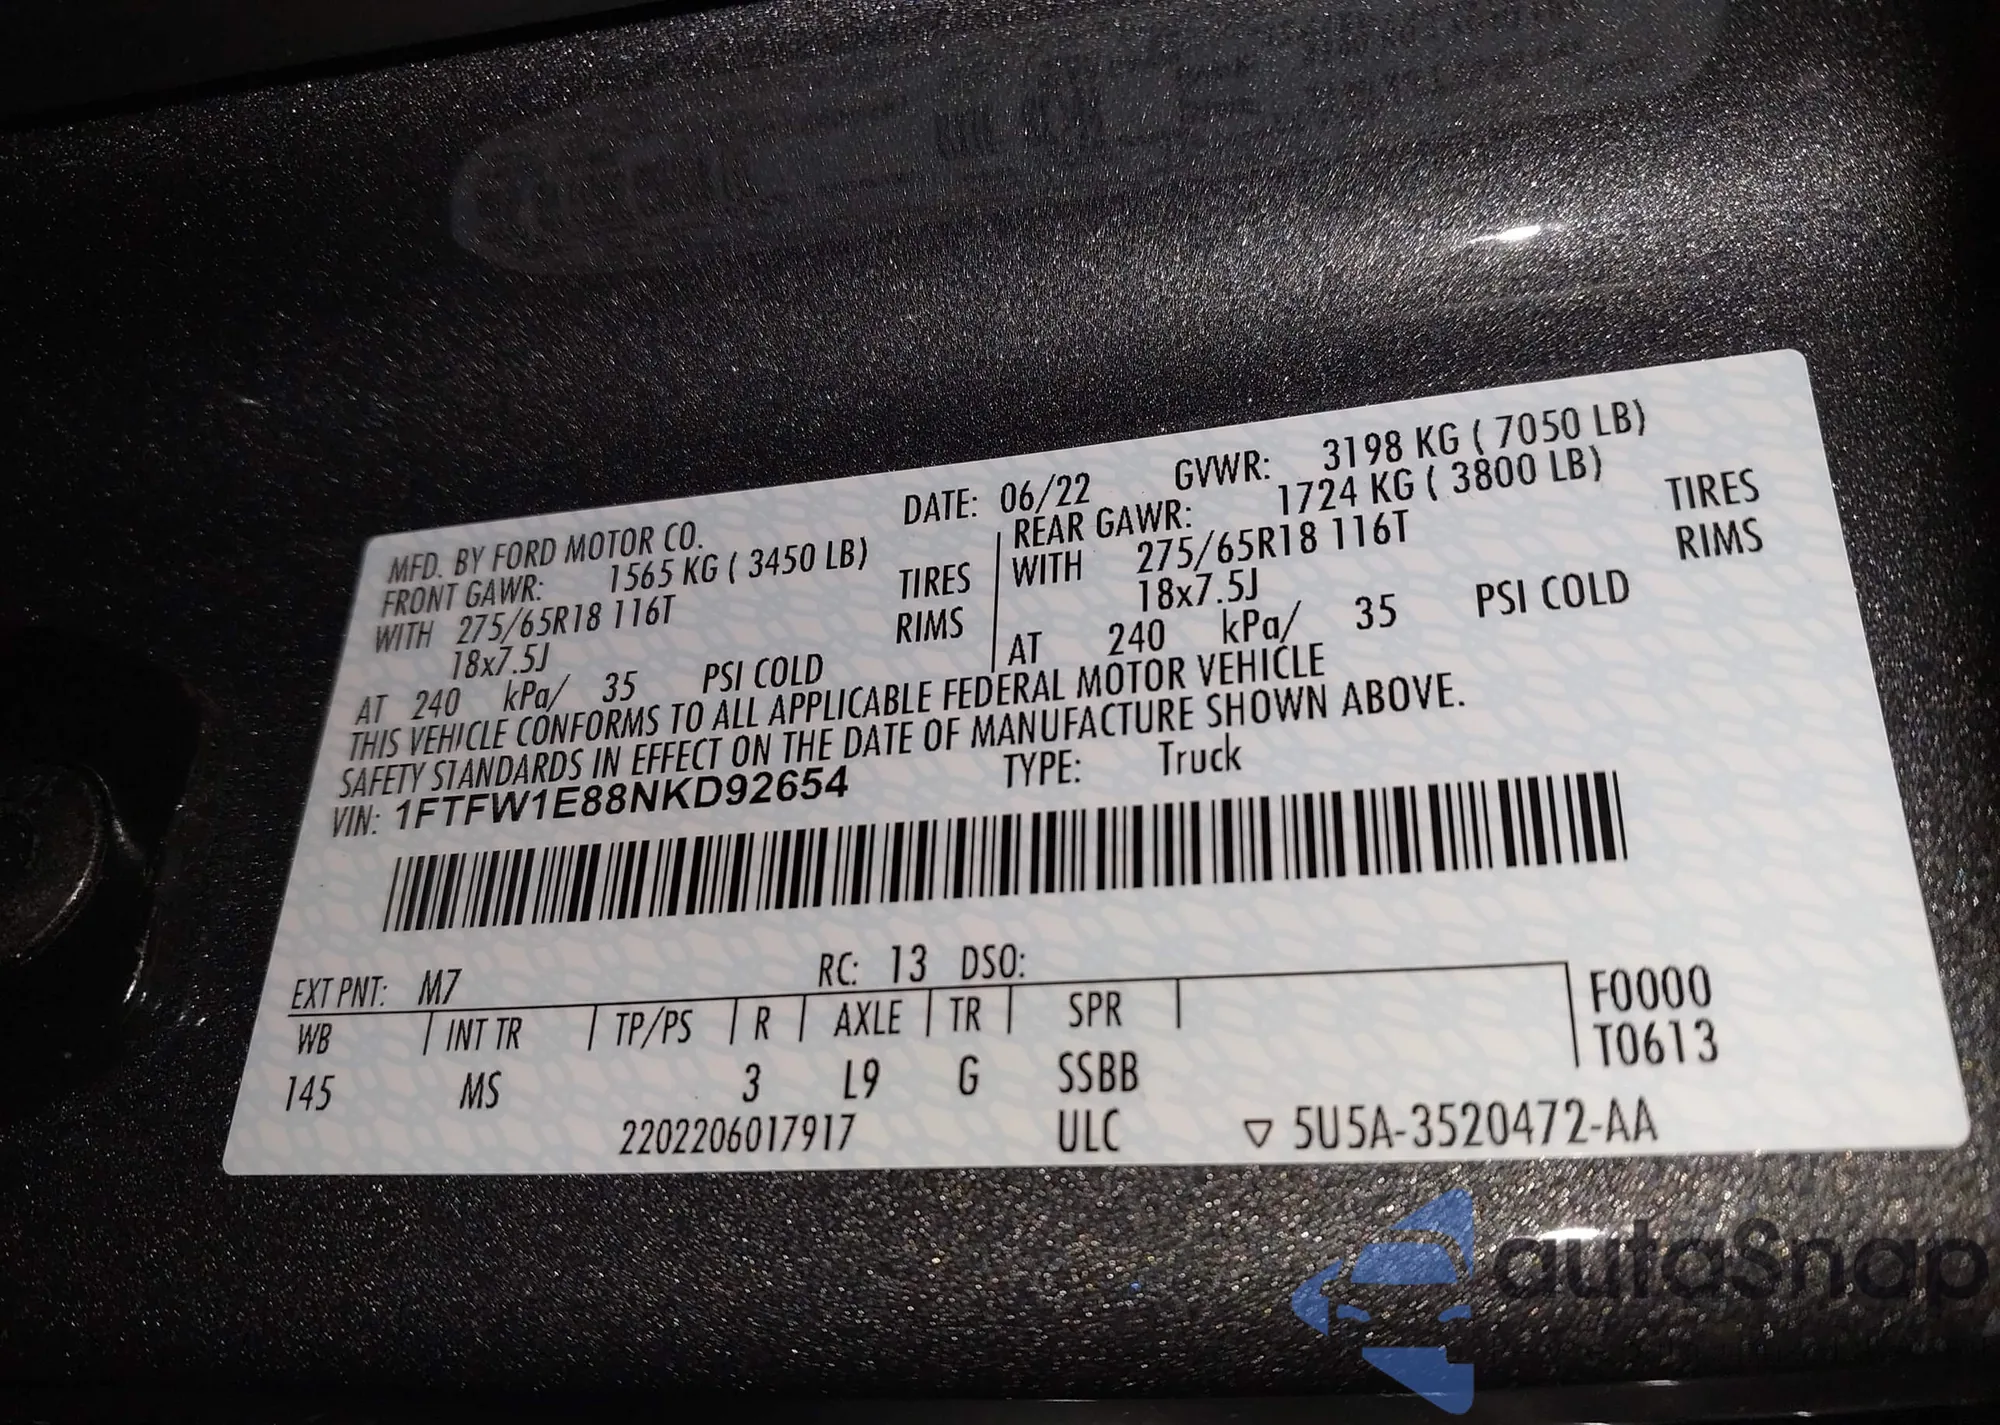 MFD. BY FORD MOTOR CO. DATE: 06/22 GVWR: 3198 KG ( 7050 LB)
FRONT GAWR: 1565 KG ( 3450 LB) REAR GAWR: 1724 KG ( 3800 LB)
WITH 275/65R18 116T TIRES WITH 275/65R18 116T TIRES
18x7.5J RIMS 18x7.5J RIMS
AT 240 kPa/ 35 PSI COLD AT 240 kPa/ 35 PSI COLD
THIS VEHICLE CONFORMS TO ALL APPLICABLE FEDERAL MOTOR VEHICLE
SAFETY STANDARDS IN EFFECT ON THE DATE OF MANUFACTURE SHOWN ABOVE.
VIN: 1FTFW1E88NKD92654 TYPE: Truck
EXT PNT: M7 RC: 13 DSO:
WB INT TR TP/PS R AXLE TR SPR F0000
T0613
145 MS 3 L9 G SSBB
2202206017917 ULC ▽ 5U5A-3520472-AA
autaSnap